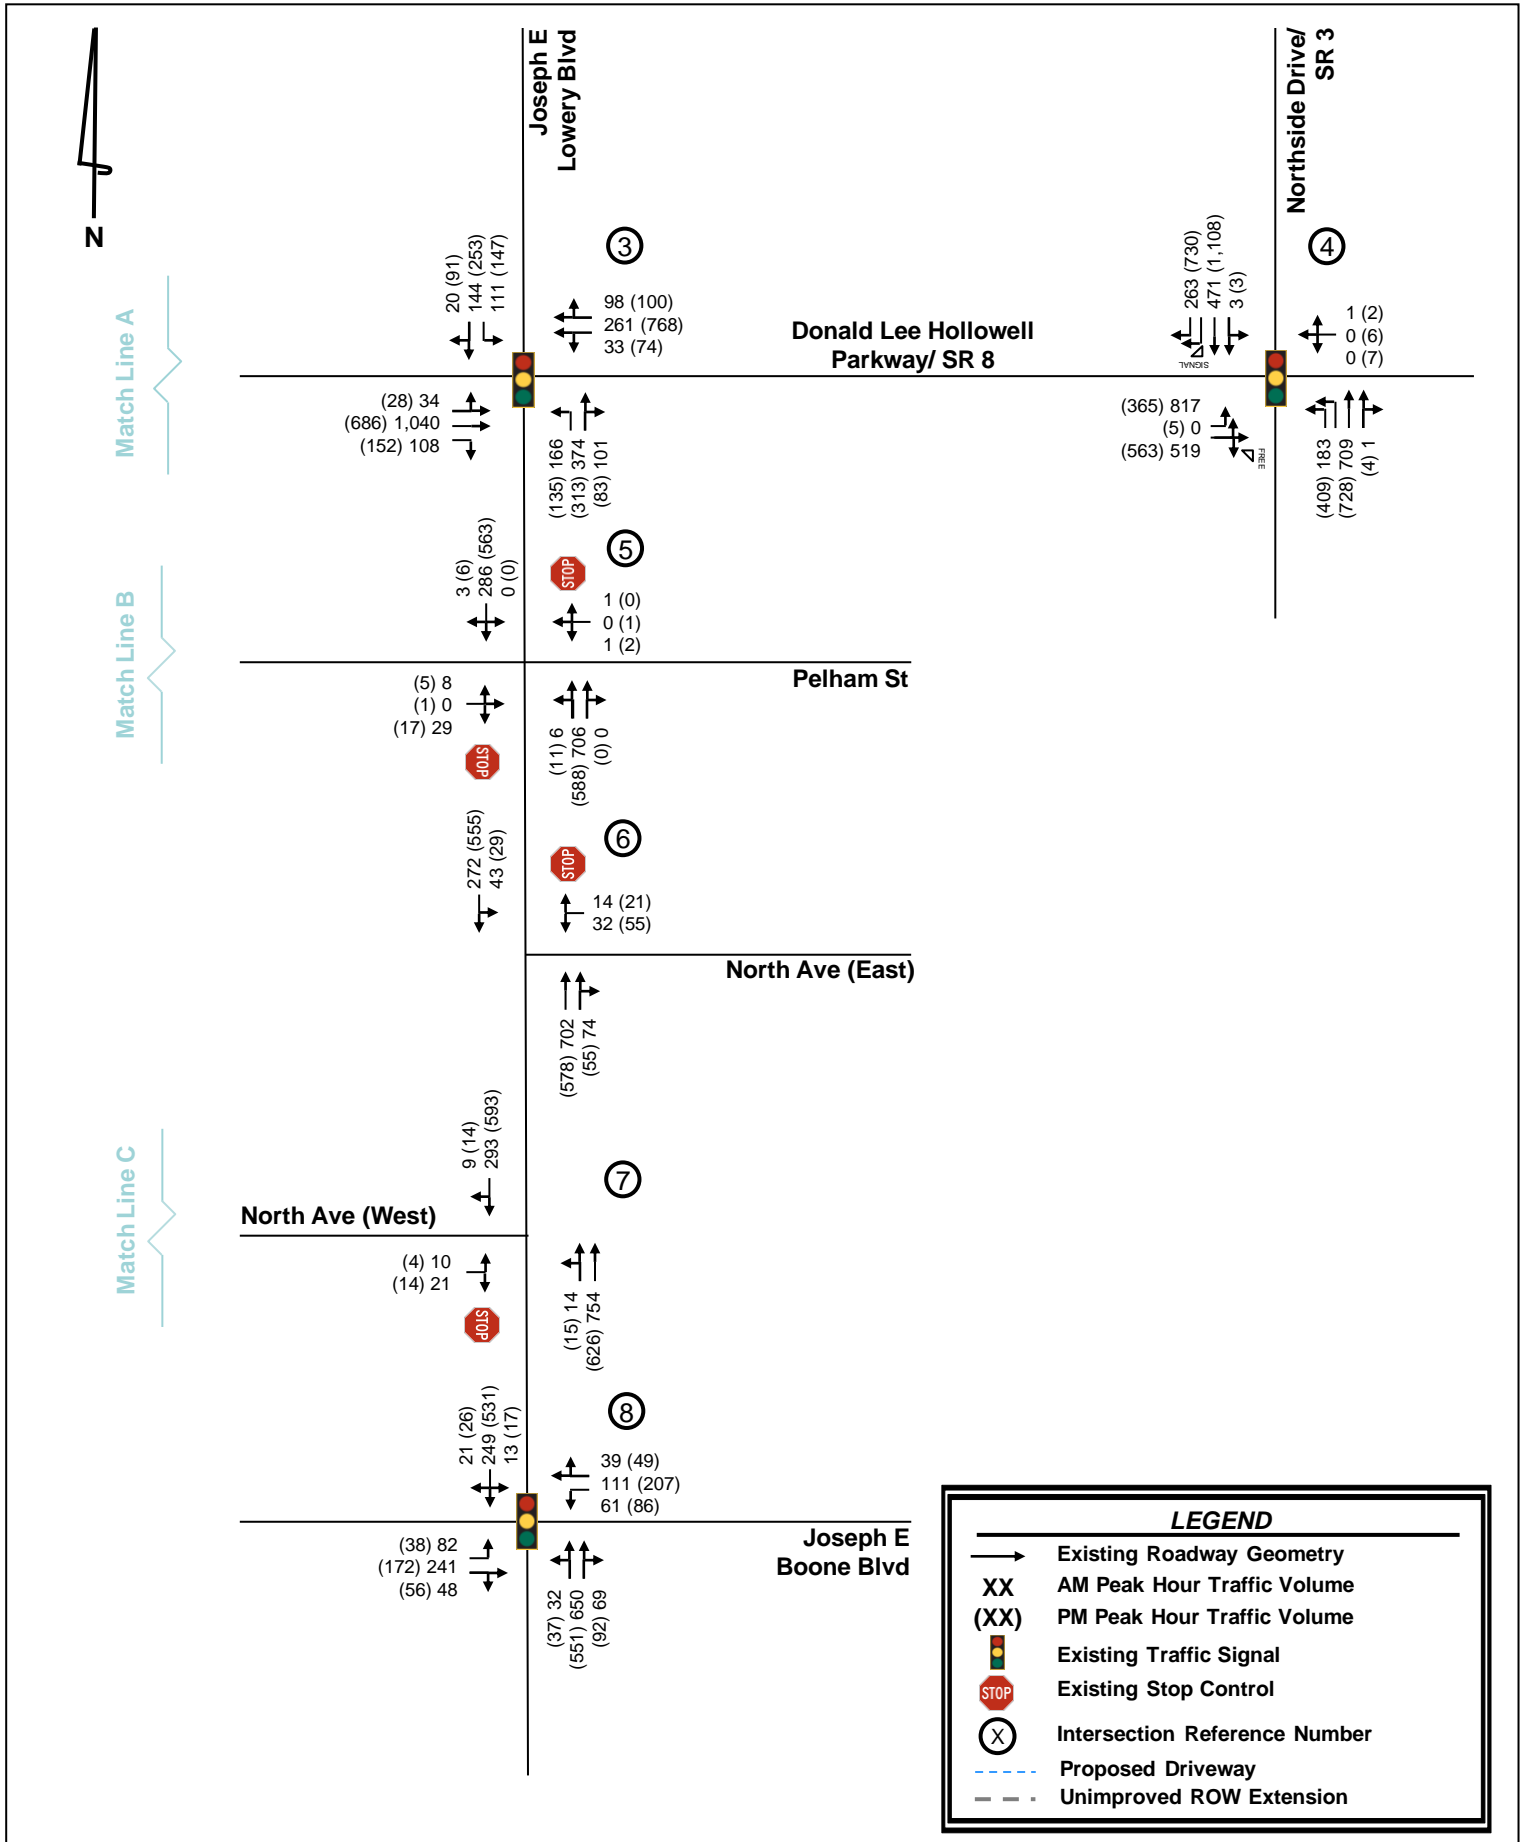 N
Joseph E
Lowery Blvd
Northside Drive/
SR 3
Match Line A
Match Line B
Match Line C
3
20 (91)
144 (253)
111 (147)
98 (100)
261 (768)
33 (74)
Donald Lee Hollowell
Parkway/ SR 8
(28) 34
(686) 1,040
(152) 108
(135) 166
(313) 374
(83) 101
4
263 (730)
471 (1,108)
3 (3)
SIGNAL
1 (2)
0 (6)
0 (7)
(365) 817
(5) 0
(563) 519
FREE
(409) 183
(728) 709
(4) 1
5
3 (6)
286 (563)
0 (0)
STOP
1 (0)
0 (1)
1 (2)
Pelham St
(5) 8
(1) 0
(17) 29
STOP
(11) 6
(588) 706
(0) 0
6
272 (555)
43 (29)
STOP
14 (21)
32 (55)
North Ave (East)
(578) 702
(55) 74
7
9 (14)
293 (593)
North Ave (West)
(4) 10
(14) 21
STOP
(15) 14
(626) 754
8
21 (26)
249 (531)
13 (17)
39 (49)
111 (207)
61 (86)
Joseph E
Boone Blvd
(38) 82
(172) 241
(56) 48
(37) 32
(551) 650
(92) 69
LEGEND
Existing Roadway Geometry
XX AM Peak Hour Traffic Volume
(XX) PM Peak Hour Traffic Volume
Existing Traffic Signal
STOP Existing Stop Control
X Intersection Reference Number
Proposed Driveway
Unimproved ROW Extension